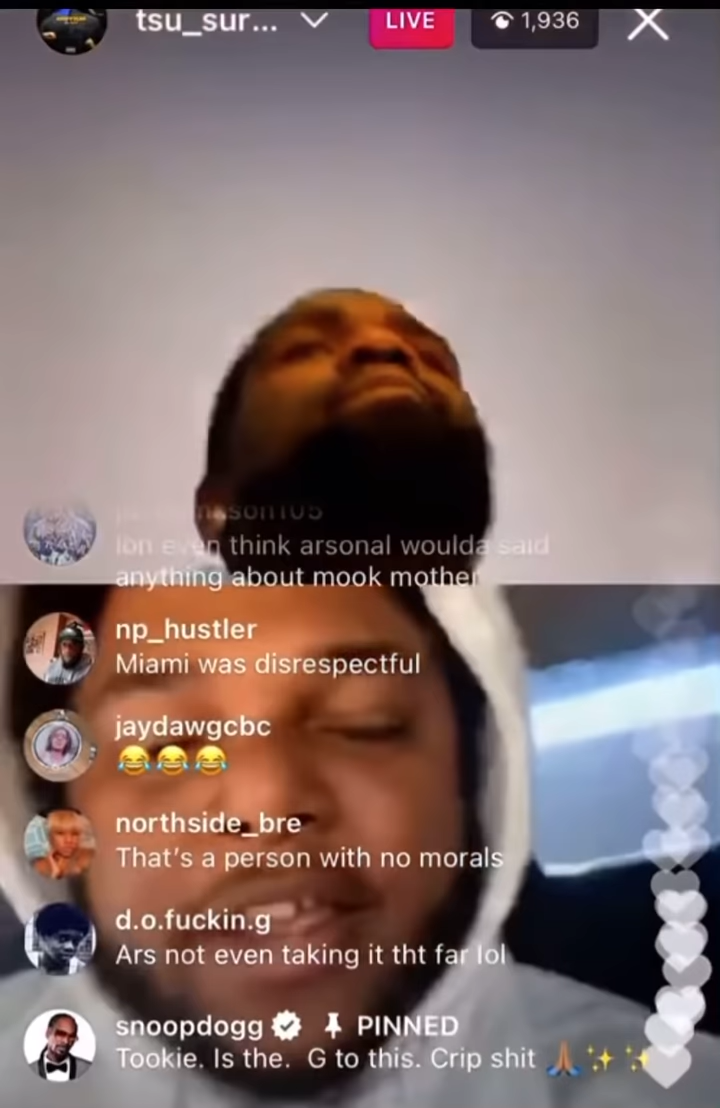 tsu_sur...
LIVE
1,936
Ion even think arsonal woulda said
anything about mook mother
np_hustler
Miami was disrespectful
jaydawgcbc
😂😂😂
northside_bre
That's a person with no morals
d.o.fuckin.g
Ars not even taking it tht far lol
snoopdogg PINNED
Tookie. Is the. G to this. Crip shit 🙏🏾✨✨